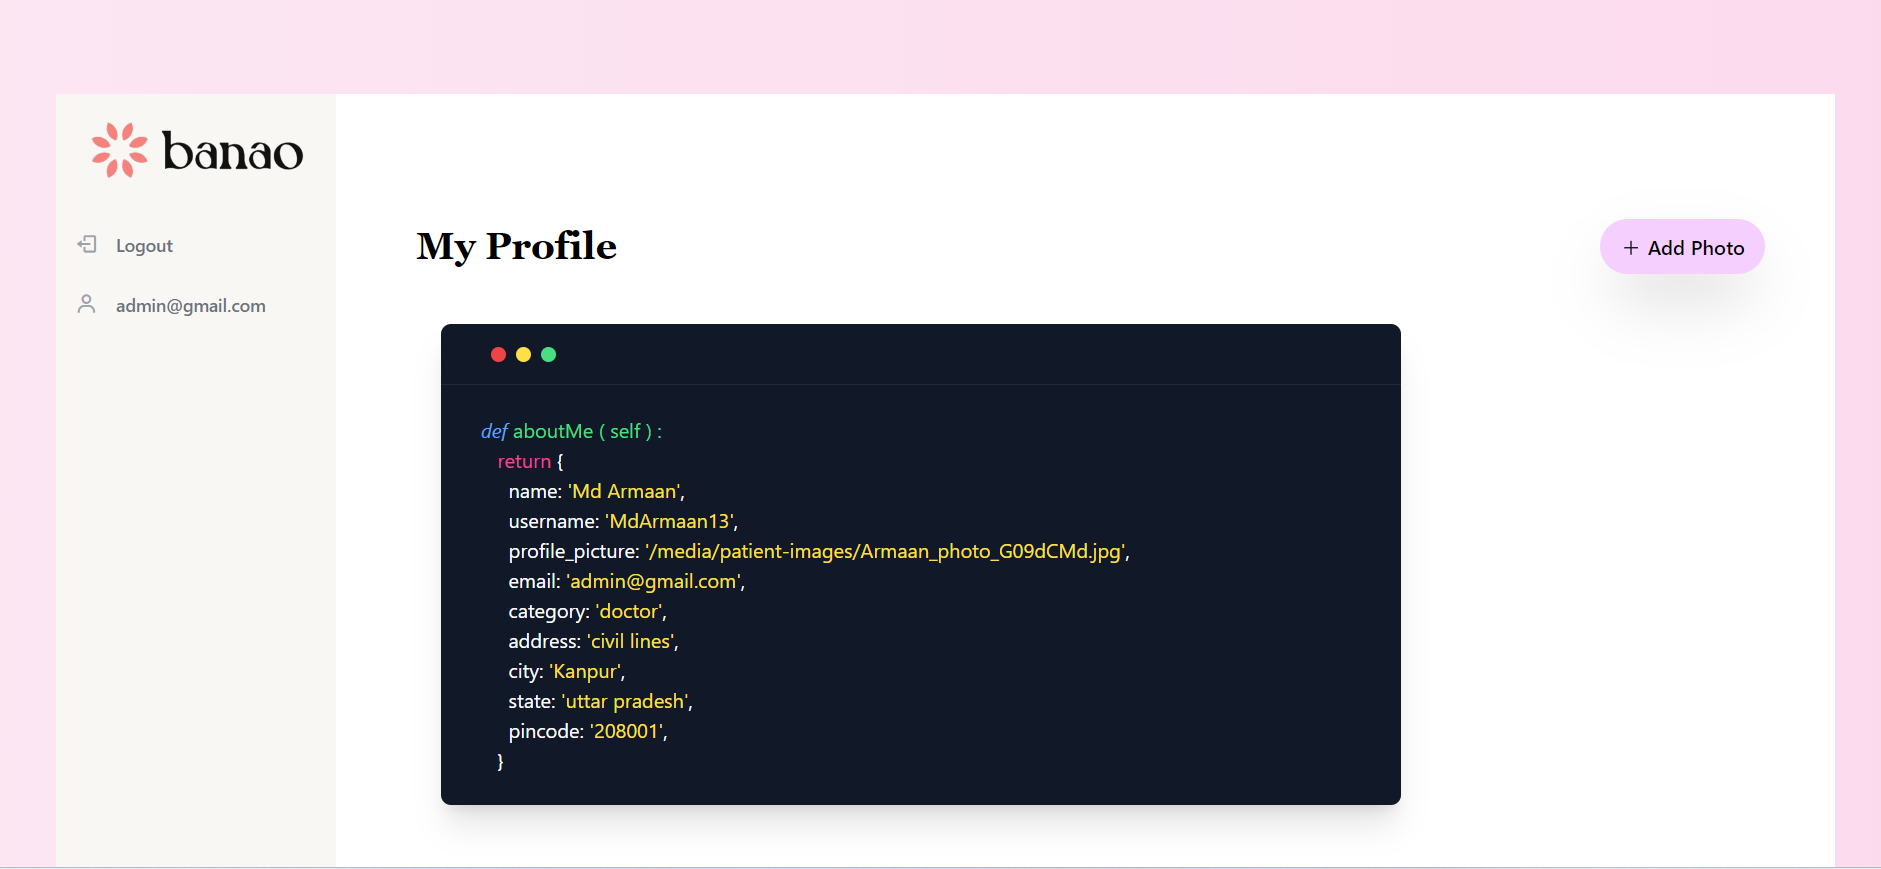 banao
Logout
admin@gmail.com
My Profile
+ Add Photo
def aboutMe ( self ) :
return {
name: 'Md Armaan',
username: 'MdArmaan13',
profile_picture: '/media/patient-images/Armaan_photo_G09dCMd.jpg',
email: 'admin@gmail.com',
category: 'doctor',
address: 'civil lines',
city: 'Kanpur',
state: 'uttar pradesh',
pincode: '208001',
}